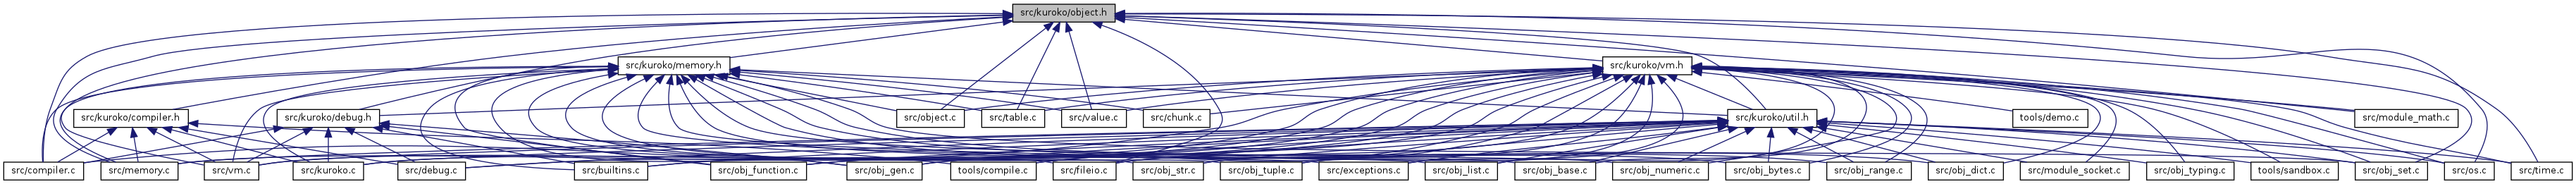 src/kuroko/object.h
src/kuroko/memory.h
src/kuroko/vm.h
src/kuroko/compiler.h
src/kuroko/debug.h
src/object.c
src/table.c
src/value.c
src/chunk.c
src/kuroko/util.h
tools/demo.c
src/module_math.c
src/compiler.c
src/memory.c
src/vm.c
src/kuroko.c
src/debug.c
src/builtins.c
src/obj_function.c
src/obj_gen.c
tools/compile.c
src/fileio.c
src/obj_str.c
src/obj_tuple.c
src/exceptions.c
src/obj_list.c
src/obj_base.c
src/obj_numeric.c
src/obj_bytes.c
src/obj_range.c
src/obj_dict.c
src/module_socket.c
src/obj_typing.c
tools/sandbox.c
src/obj_set.c
src/os.c
src/time.c